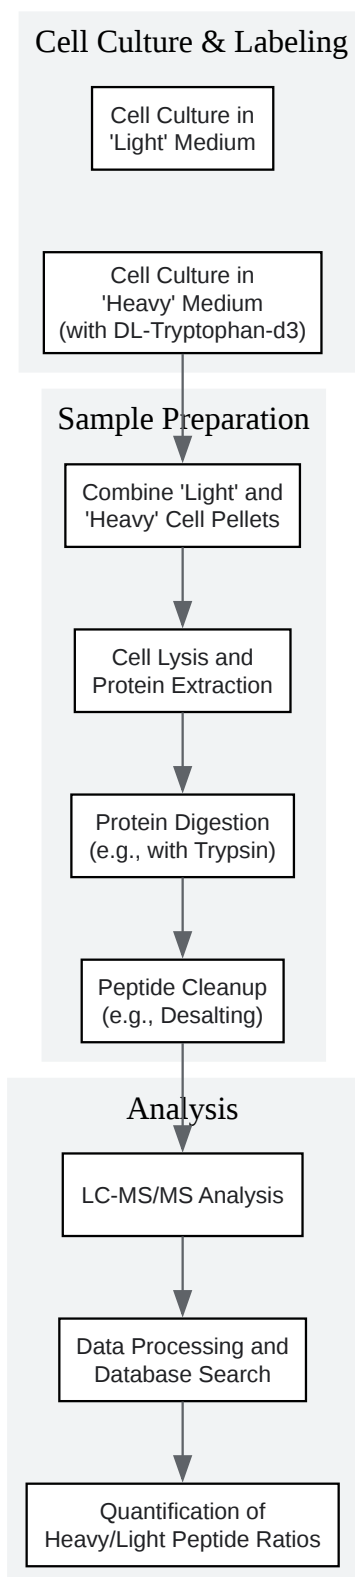 Cell Culture & Labeling
Cell Culture in
'Light' Medium
Cell Culture in
'Heavy' Medium
(with DL-Tryptophan-d3)
Sample Preparation
Combine 'Light' and
'Heavy' Cell Pellets
Cell Lysis and
Protein Extraction
Protein Digestion
(e.g., with Trypsin)
Peptide Cleanup
(e.g., Desalting)
Analysis
LC-MS/MS Analysis
Data Processing and
Database Search
Quantification of
Heavy/Light Peptide Ratios